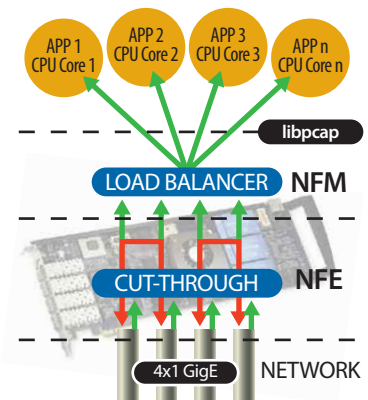 APP 1
CPU Core 1
APP 2
CPU Core 2
APP 3
CPU Core 3
APP n
CPU Core n
libpcap
LOAD BALANCER NFM
CUT-THROUGH NFE
4x1 GigE NETWORK